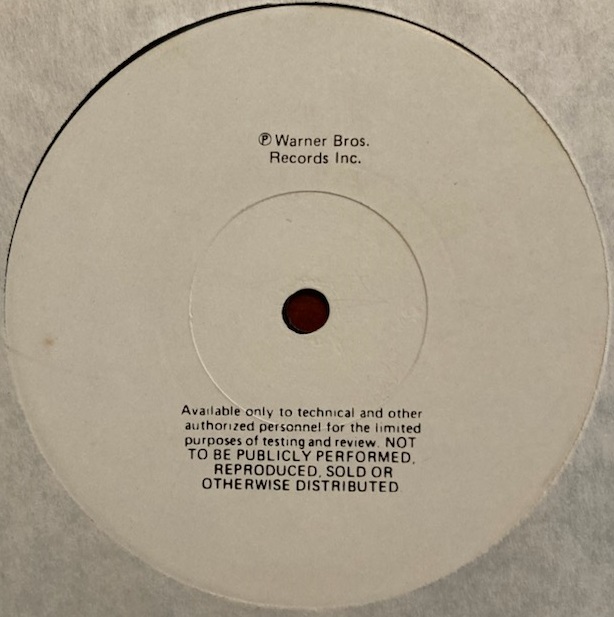 ℗ Warner Bros.
Records Inc.
Available only to technical and other
authorized personnel for the limited
purposes of testing and review. NOT
TO BE PUBLICLY PERFORMED,
REPRODUCED, SOLD OR
OTHERWISE DISTRIBUTED